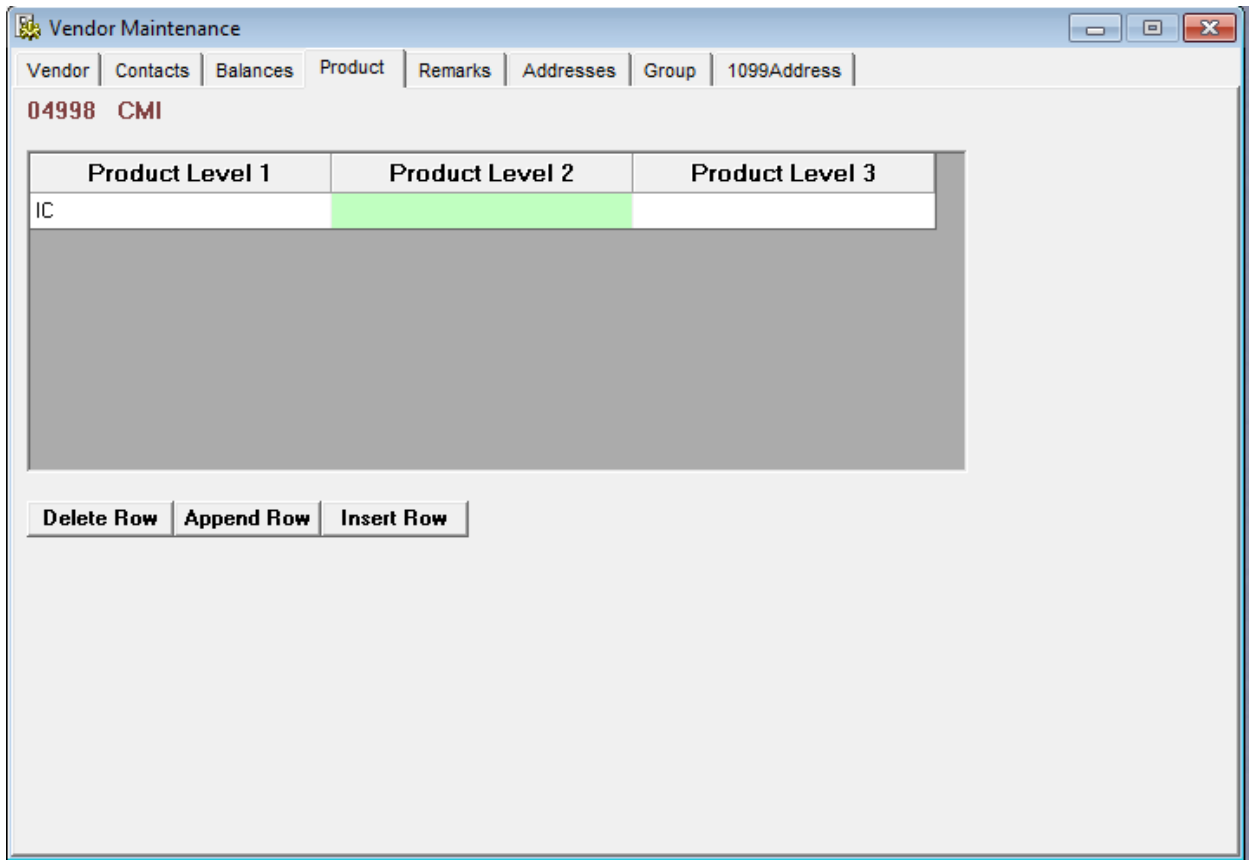 Vendor Maintenance
Vendor Contacts Balances Product Remarks Addresses Group 1099Address
04998 CMI
Product Level 1 Product Level 2 Product Level 3
IC
Delete Row Append Row Insert Row